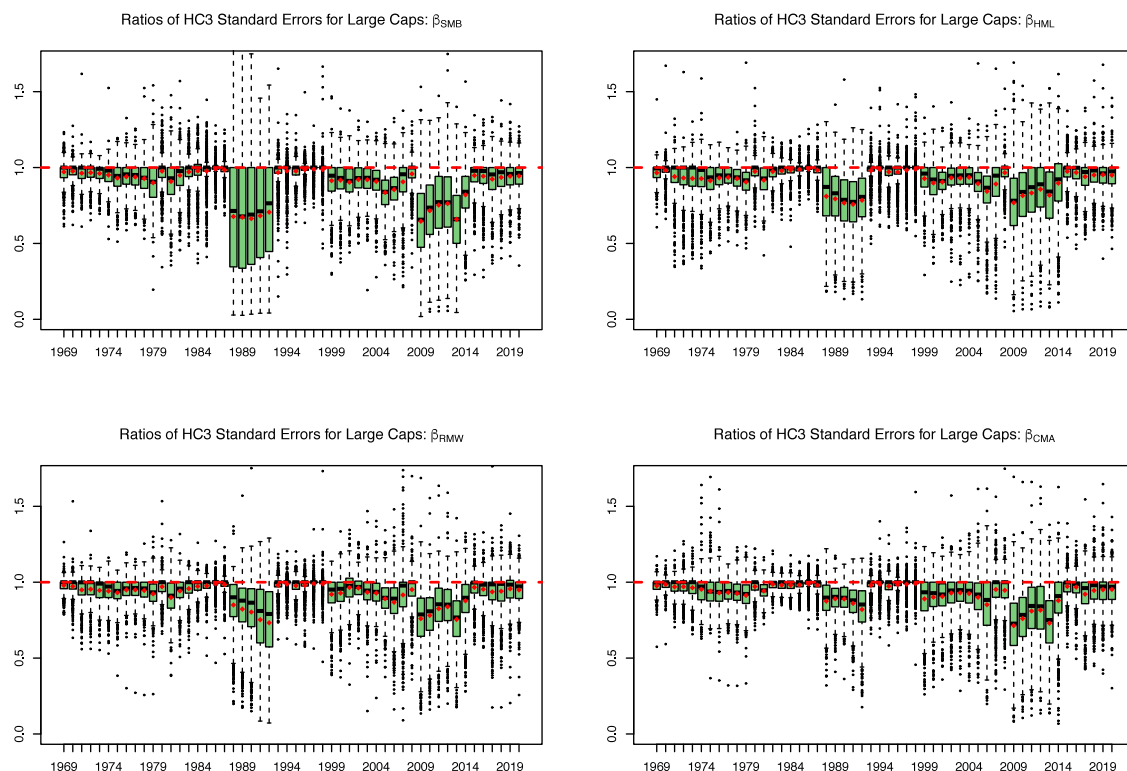 Ratios of HC3 Standard Errors for Large Caps: βSMB
1.5
1.0
0.5
0.0
1969 1974 1979 1984 1989 1994 1999 2004 2009 2014 2019
Ratios of HC3 Standard Errors for Large Caps: βHML
1.5
1.0
0.5
0.0
1969 1974 1979 1984 1989 1994 1999 2004 2009 2014 2019
Ratios of HC3 Standard Errors for Large Caps: βRMW
1.5
1.0
0.5
0.0
1969 1974 1979 1984 1989 1994 1999 2004 2009 2014 2019
Ratios of HC3 Standard Errors for Large Caps: βCMA
1.5
1.0
0.5
0.0
1969 1974 1979 1984 1989 1994 1999 2004 2009 2014 2019